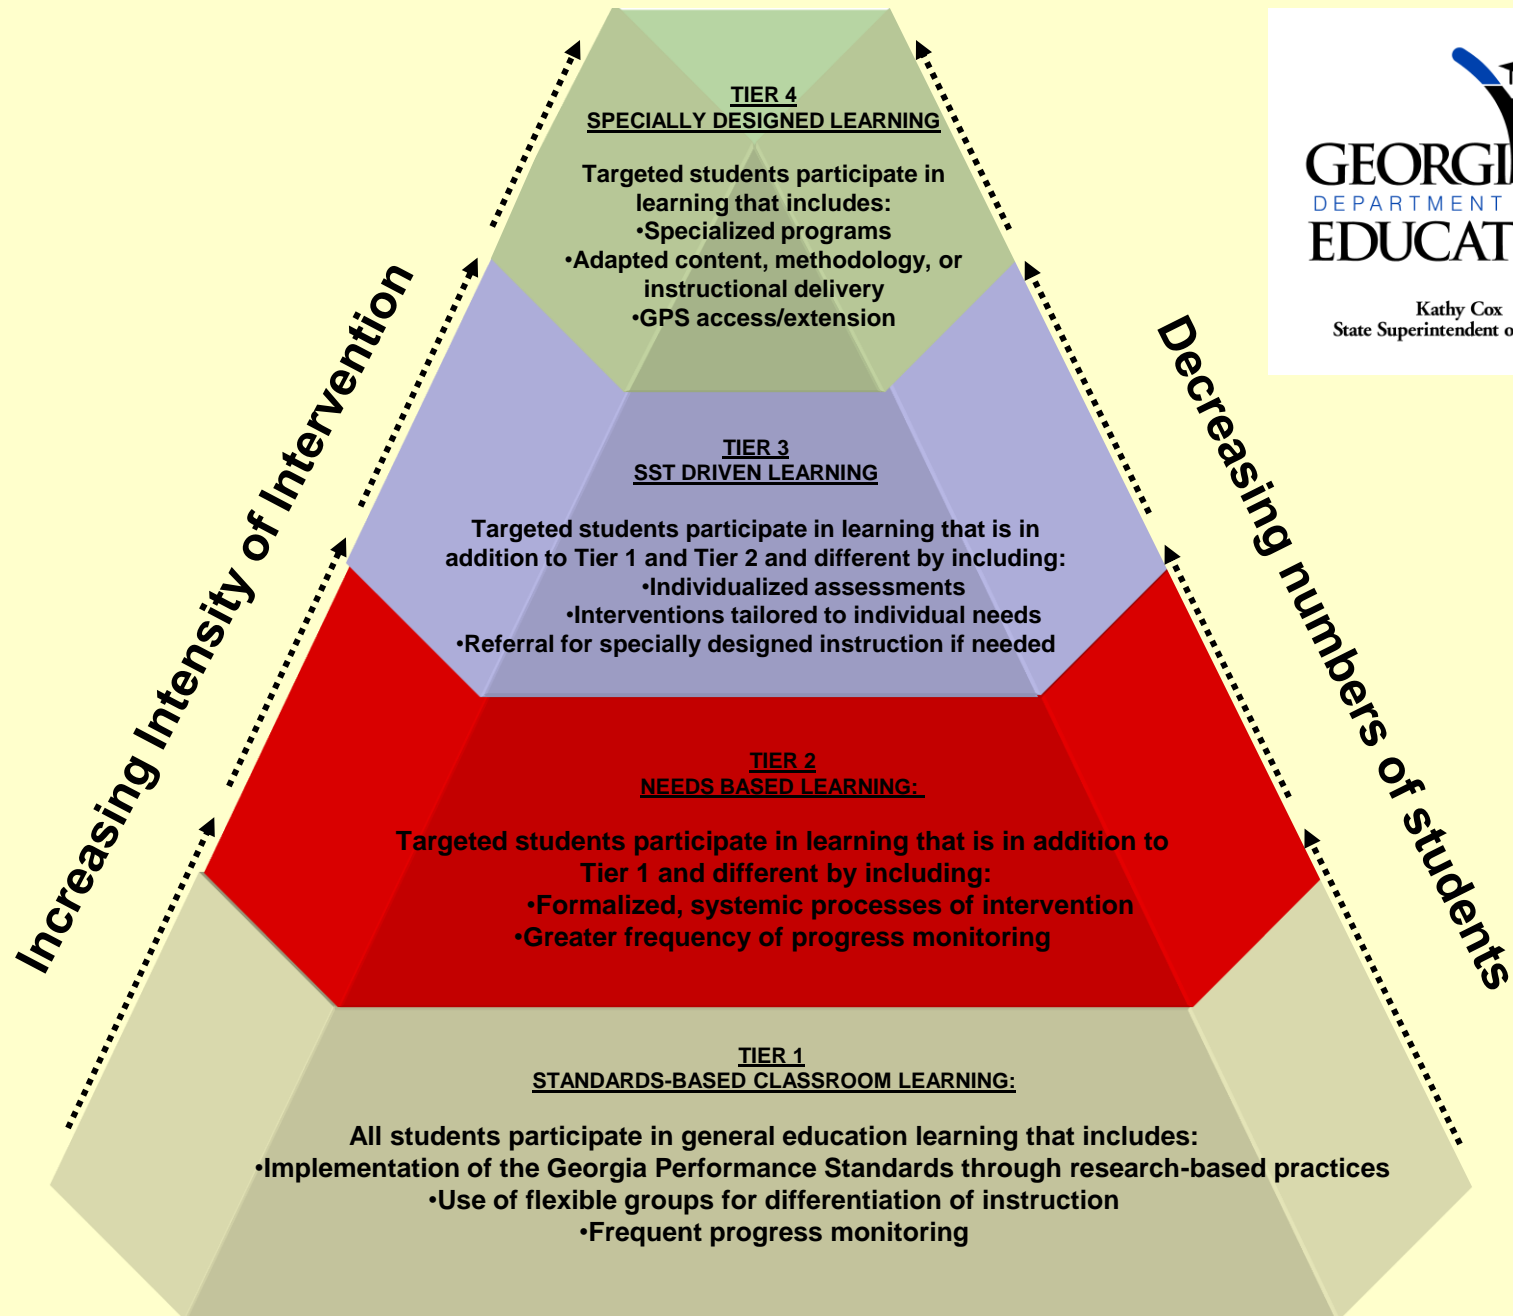 TIER 4
SPECIALLY DESIGNED LEARNING
Targeted students participate in
learning that includes:
•Specialized programs
•Adapted content, methodology, or
instructional delivery
•GPS access/extension
TIER 3
SST DRIVEN LEARNING
Targeted students participate in learning that is in
addition to Tier 1 and Tier 2 and different by including:
•Individualized assessments
•Interventions tailored to individual needs
•Referral for specially designed instruction if needed
TIER 2
NEEDS BASED LEARNING:
Targeted students participate in learning that is in addition to
Tier 1 and different by including:
•Formalized, systemic processes of intervention
•Greater frequency of progress monitoring
TIER 1
STANDARDS-BASED CLASSROOM LEARNING:
All students participate in general education learning that includes:
•Implementation of the Georgia Performance Standards through research-based practices
•Use of flexible groups for differentiation of instruction
•Frequent progress monitoring
Increasing Intensity of Intervention
Decreasing numbers of students
GEORGI
DEPARTMENT
EDUCAT
Kathy Cox
State Superintendent o